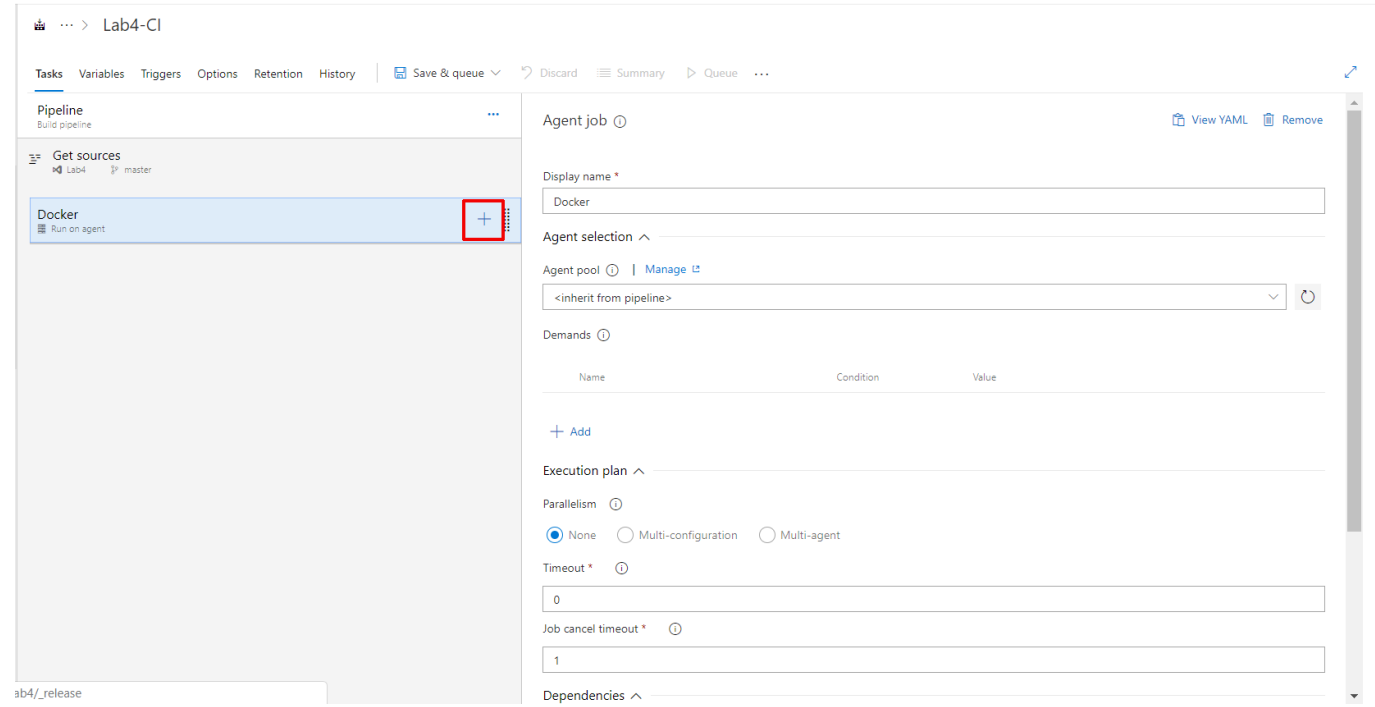 ··· > Lab4-CI
Tasks Variables Triggers Options Retention History Save & queue Discard Summary Queue ...
Pipeline
Build pipeline
...
Get sources
Lab4 master
Docker
Run on agent
Agent job
View YAML Remove
Display name *
Docker
Agent selection
Agent pool | Manage
<inherit from pipeline>
Demands
Name Condition Value
+ Add
Execution plan
Parallelism
None Multi-configuration Multi-agent
Timeout *
0
Job cancel timeout *
1
Dependencies
ab4/_release